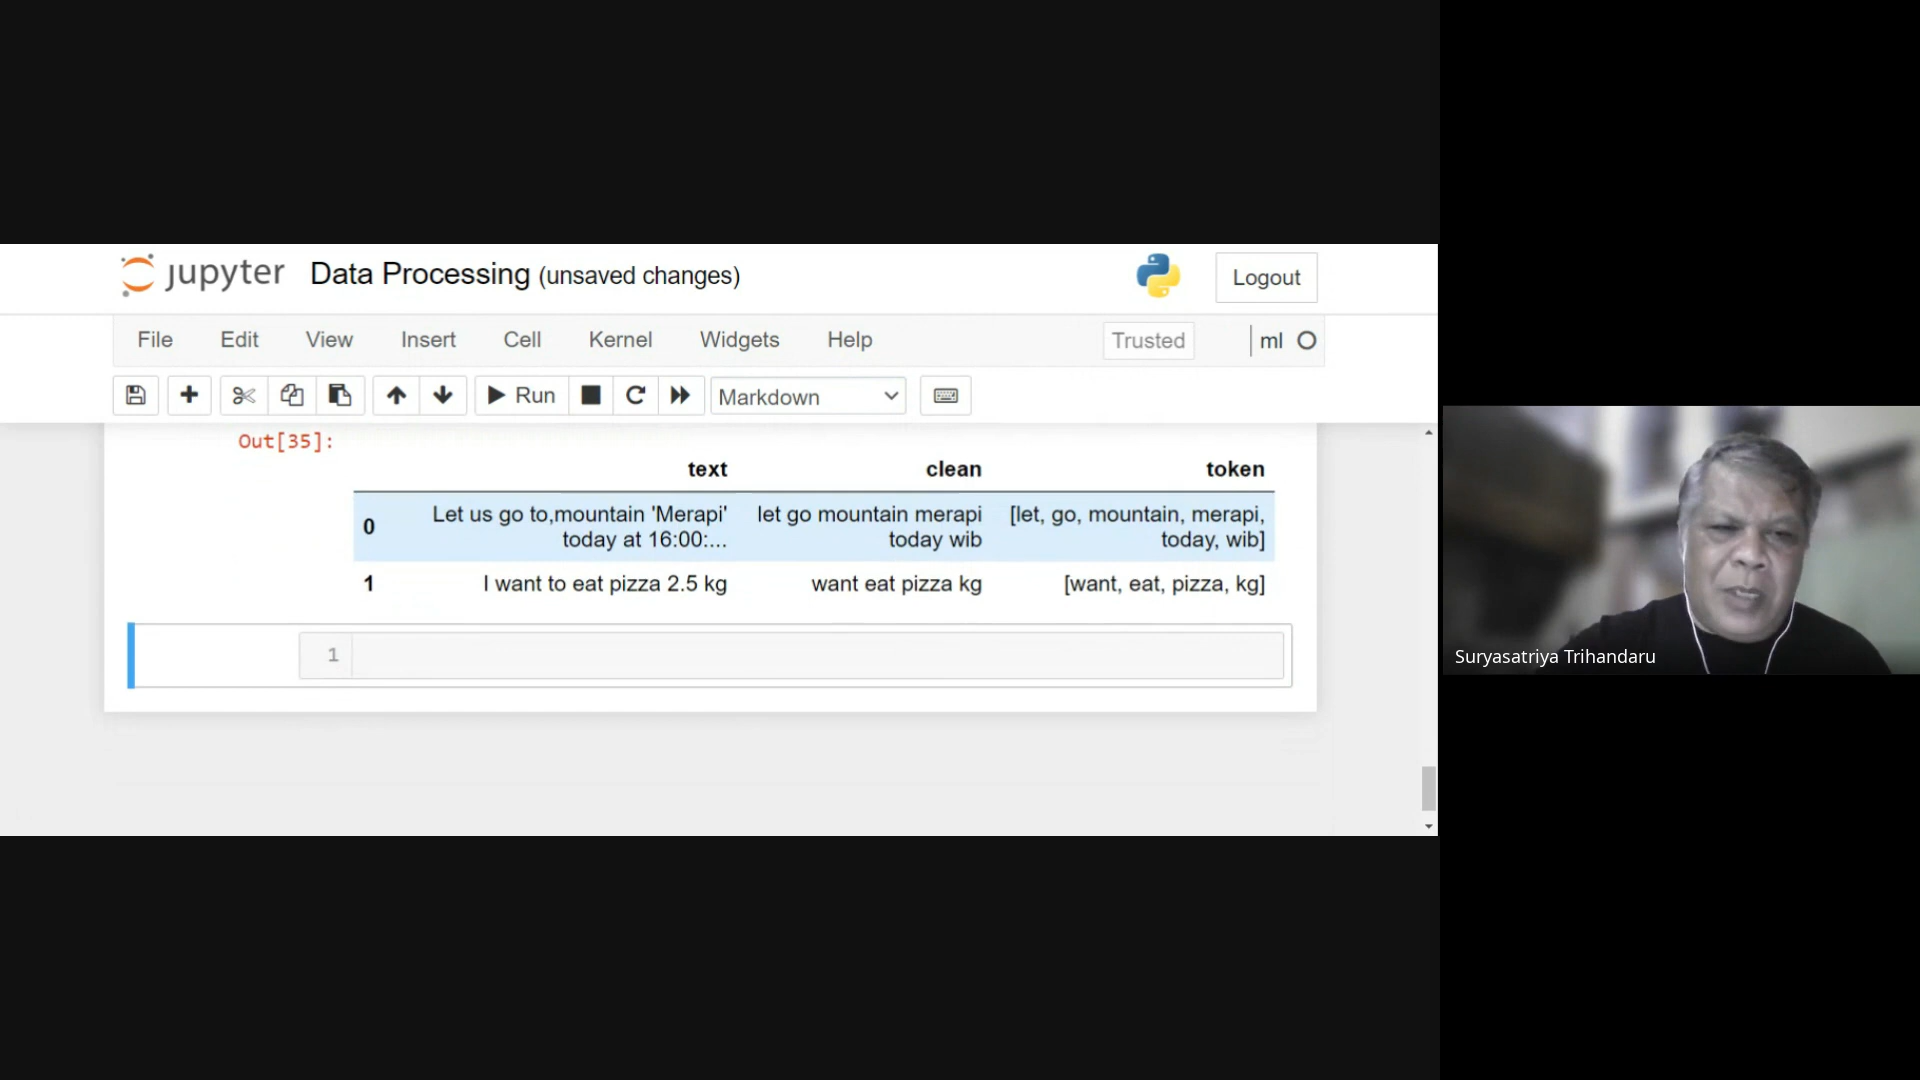 jupyter Data Processing (unsaved changes) Logout
File Edit View Insert Cell Kernel Widgets Help Trusted ml
Run Markdown
Out[35]:
text clean token
0 Let us go to,mountain 'Merapi' today at 16:00:... let go mountain merapi today wib [let, go, mountain, merapi, today, wib]
1 I want to eat pizza 2.5 kg want eat pizza kg [want, eat, pizza, kg]
1
Suryasatriya Trihandaru